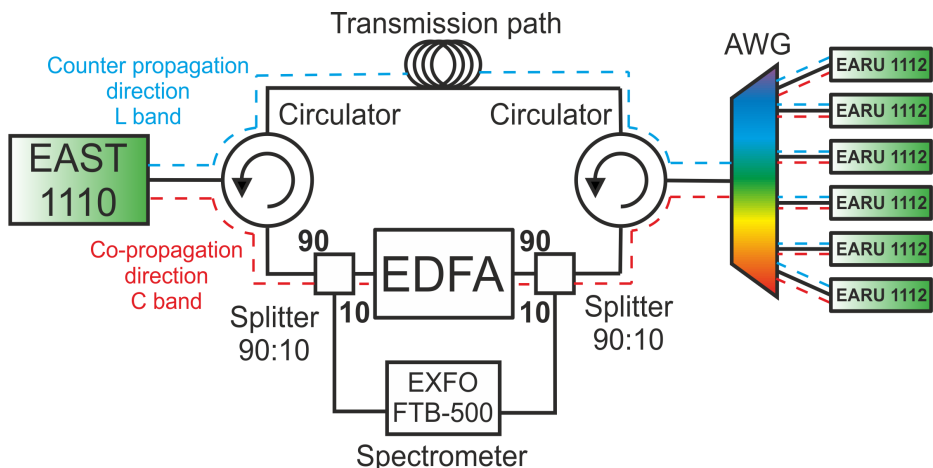 Transmission path
AWG
Counter propagation
direction
L band
Circulator
Circulator
EAST
1110
Co-propagation
direction
C band
90
90
EDFA
10
10
Splitter
90:10
Splitter
90:10
EXFO
FTB-500
Spectrometer
EARU 1112
EARU 1112
EARU 1112
EARU 1112
EARU 1112
EARU 1112